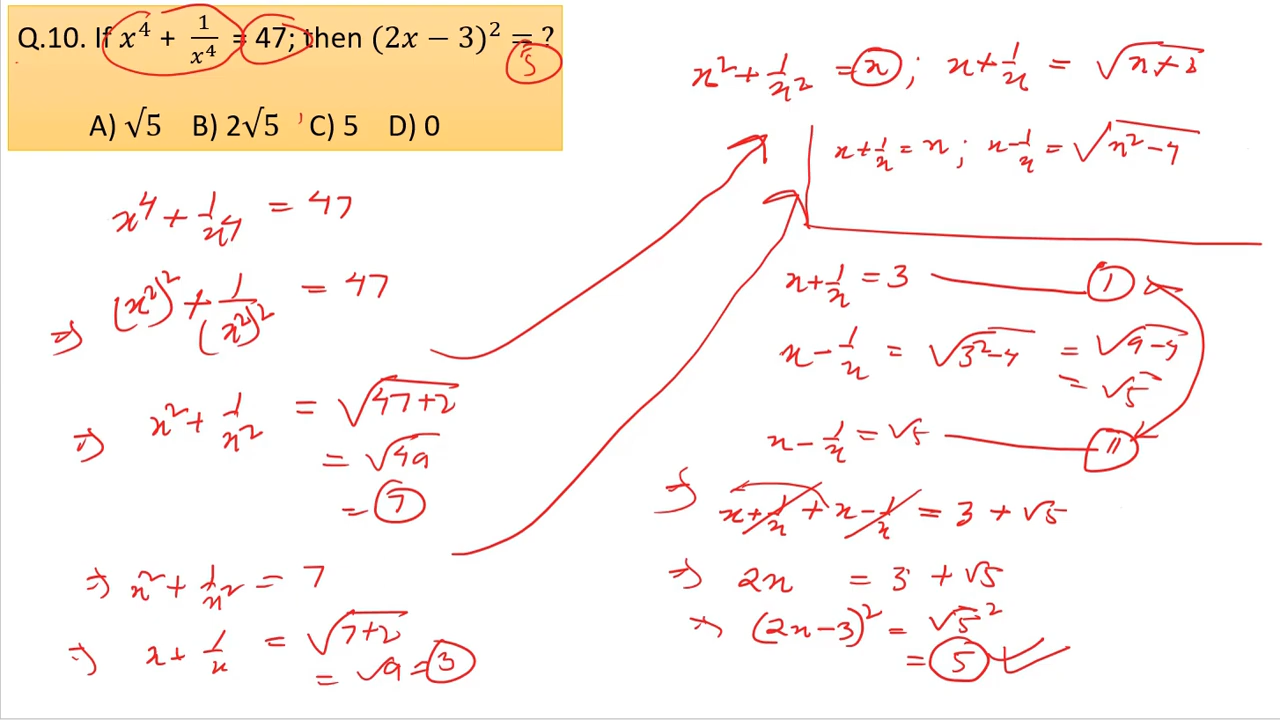 Q.10. If x⁴ + 1/x⁴ = 47; then (2x − 3)² = ?
5
A) √5 B) 2√5 C) 5 D) 0
x⁴ + 1/x⁴ = 47
⇒ (x²)² + 1/(x²)² = 47
⇒ x² + 1/x² = √47+2
= √49
= 7
⇒ x² + 1/x² = 7
⇒ x + 1/x = √7+2
= √9 = 3
x² + 1/x² = n ; x + 1/x = √n+2
x + 1/x = n ; x − 1/x = √n²−4
x + 1/x = 3 — I
x − 1/x = √3²−4 = √9−4
= √5
x − 1/x = √5 — II
⇒ x + 1/x + x − 1/x = 3 + √5
⇒ 2x = 3 + √5
⇒ (2x−3)² = √5²
= 5